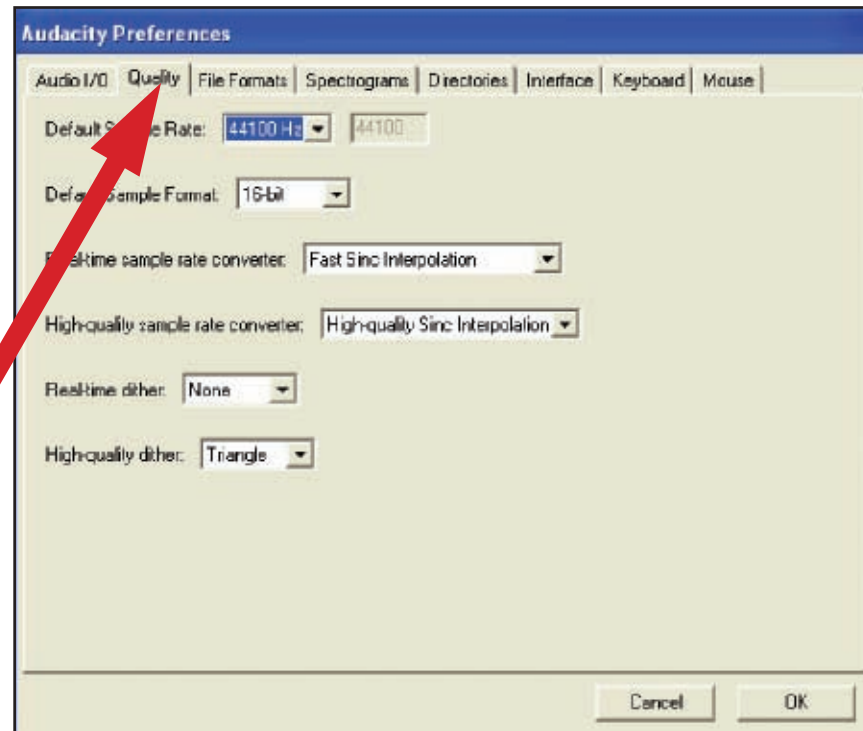 Audacity Preferences
Audio I/O Quality File Formats Spectrograms Directories Interface Keyboard Mouse
Default Rate: 44100 Hz 44100
Sample Format: 16-bit
sample rate converter: Fast Sinc Interpolation
High-quality sample rate converter: High-quality Sinc Interpolation
Real-time dither: None
High-quality dither: Triangle
Cancel OK